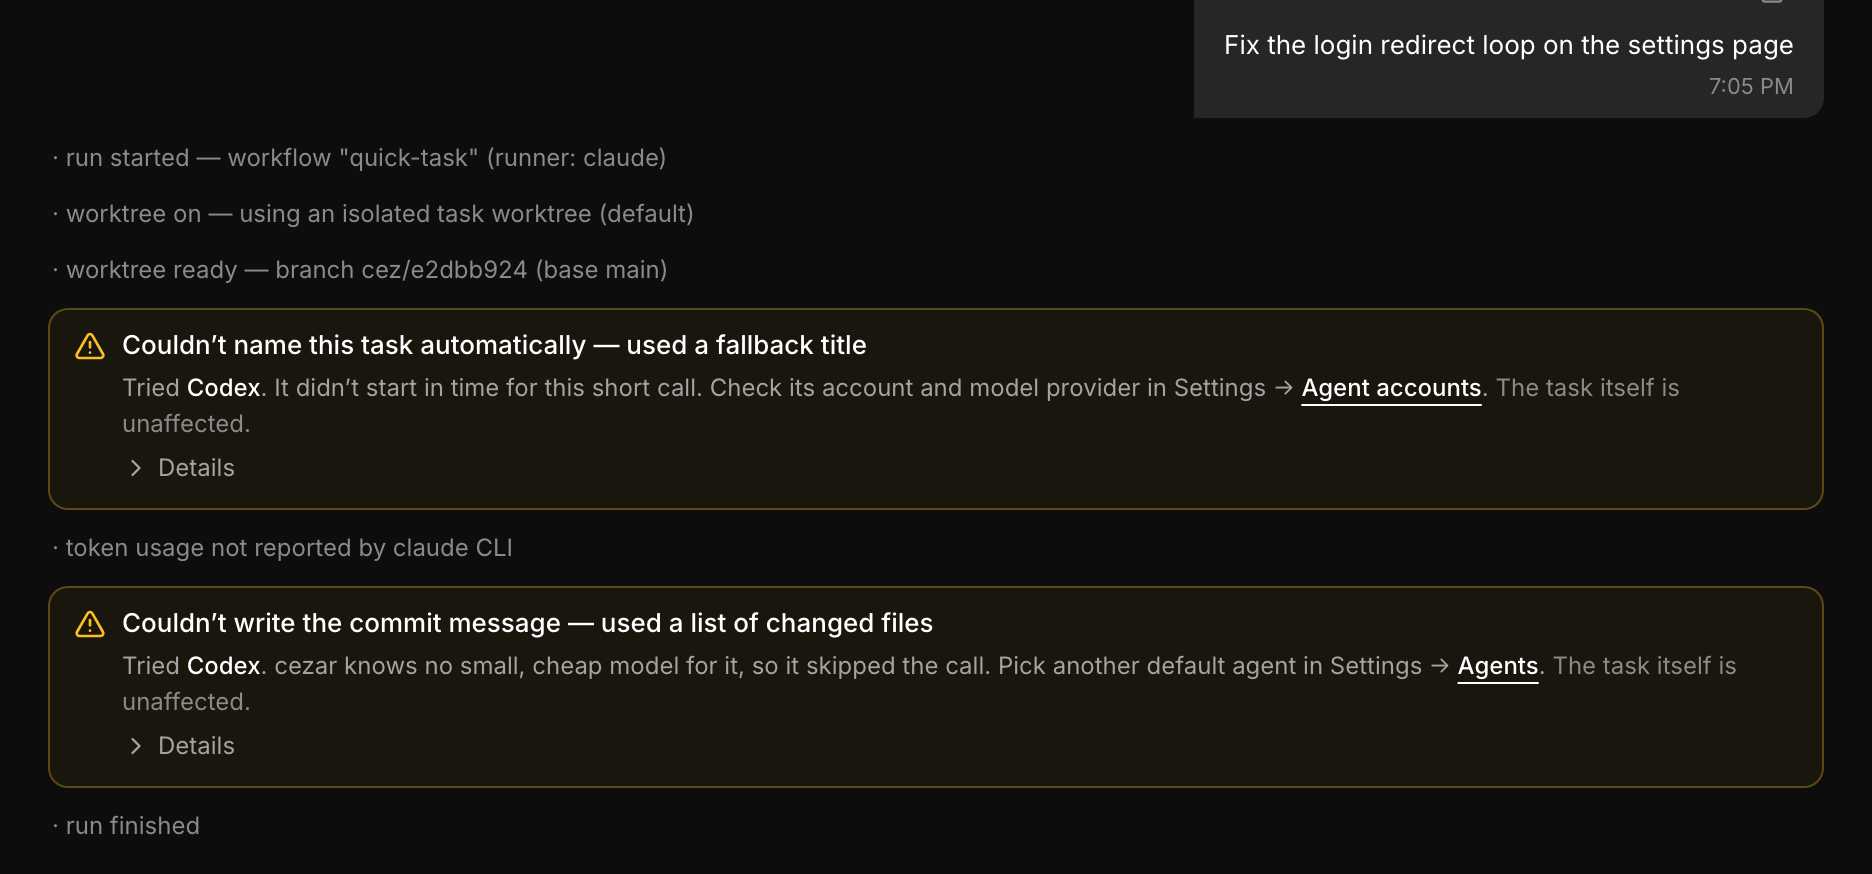 Fix the login redirect loop on the settings page
7:05 PM
· run started — workflow "quick-task" (runner: claude)
· worktree on — using an isolated task worktree (default)
· worktree ready — branch cez/e2dbb924 (base main)
Couldn’t name this task automatically — used a fallback title
Tried Codex. It didn’t start in time for this short call. Check its account and model provider in Settings → Agent accounts. The task itself is
unaffected.
Details
· token usage not reported by claude CLI
Couldn’t write the commit message — used a list of changed files
Tried Codex. cezar knows no small, cheap model for it, so it skipped the call. Pick another default agent in Settings → Agents. The task itself is
unaffected.
Details
· run finished